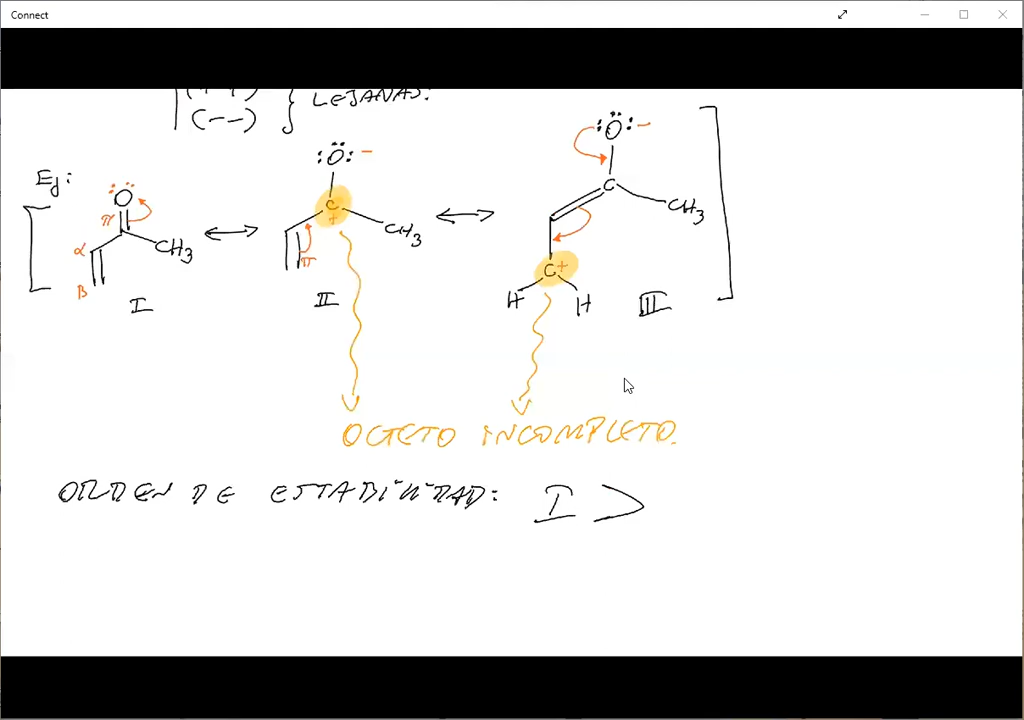 Connect
LEJANAS.
(--)
Ej:
:O: -
:O: -
O
π
C
+
C
CH3
α
CH3
CH3
π
C+
β
H
H
I
II
III
OCTETO INCOMPLETO.
ORDEN DE ESTABILIDAD: I >